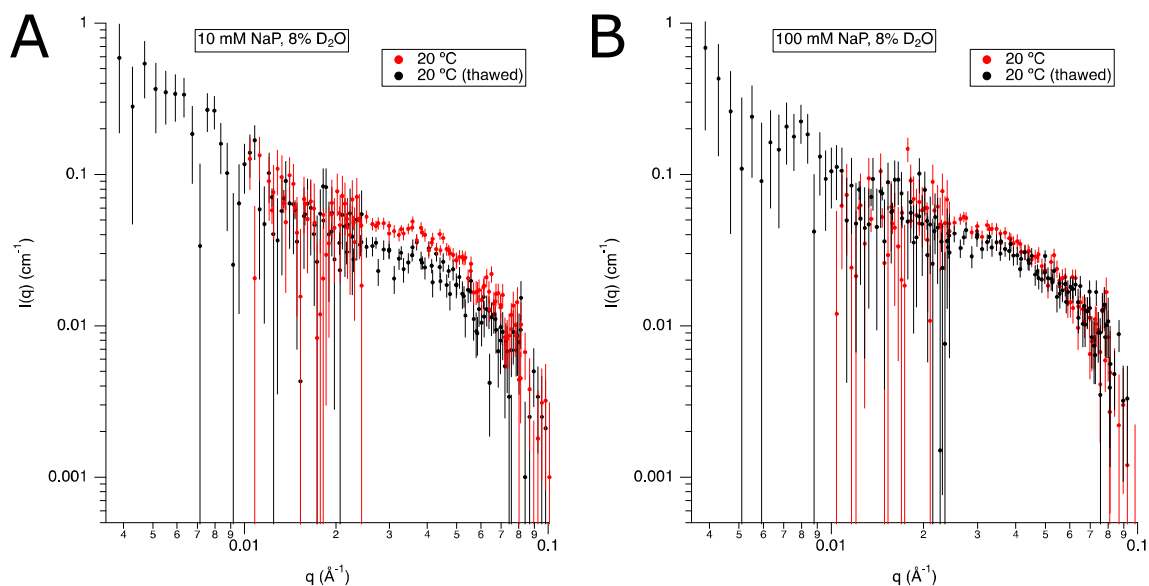 A
10 mM NaP, 8% D₂O
20 ºC
20 ºC (thawed)
1
0.1
0.01
0.001
I(q) (cm⁻¹)
4 5 6 7 8 9 0.01 2 3 4 5 6 7 8 9 0.1
q (Å⁻¹)
B
100 mM NaP, 8% D₂O
20 ºC
20 ºC (thawed)
1
0.1
0.01
0.001
I(q) (cm⁻¹)
4 5 6 7 8 9 0.01 2 3 4 5 6 7 8 9 0.1
q (Å⁻¹)